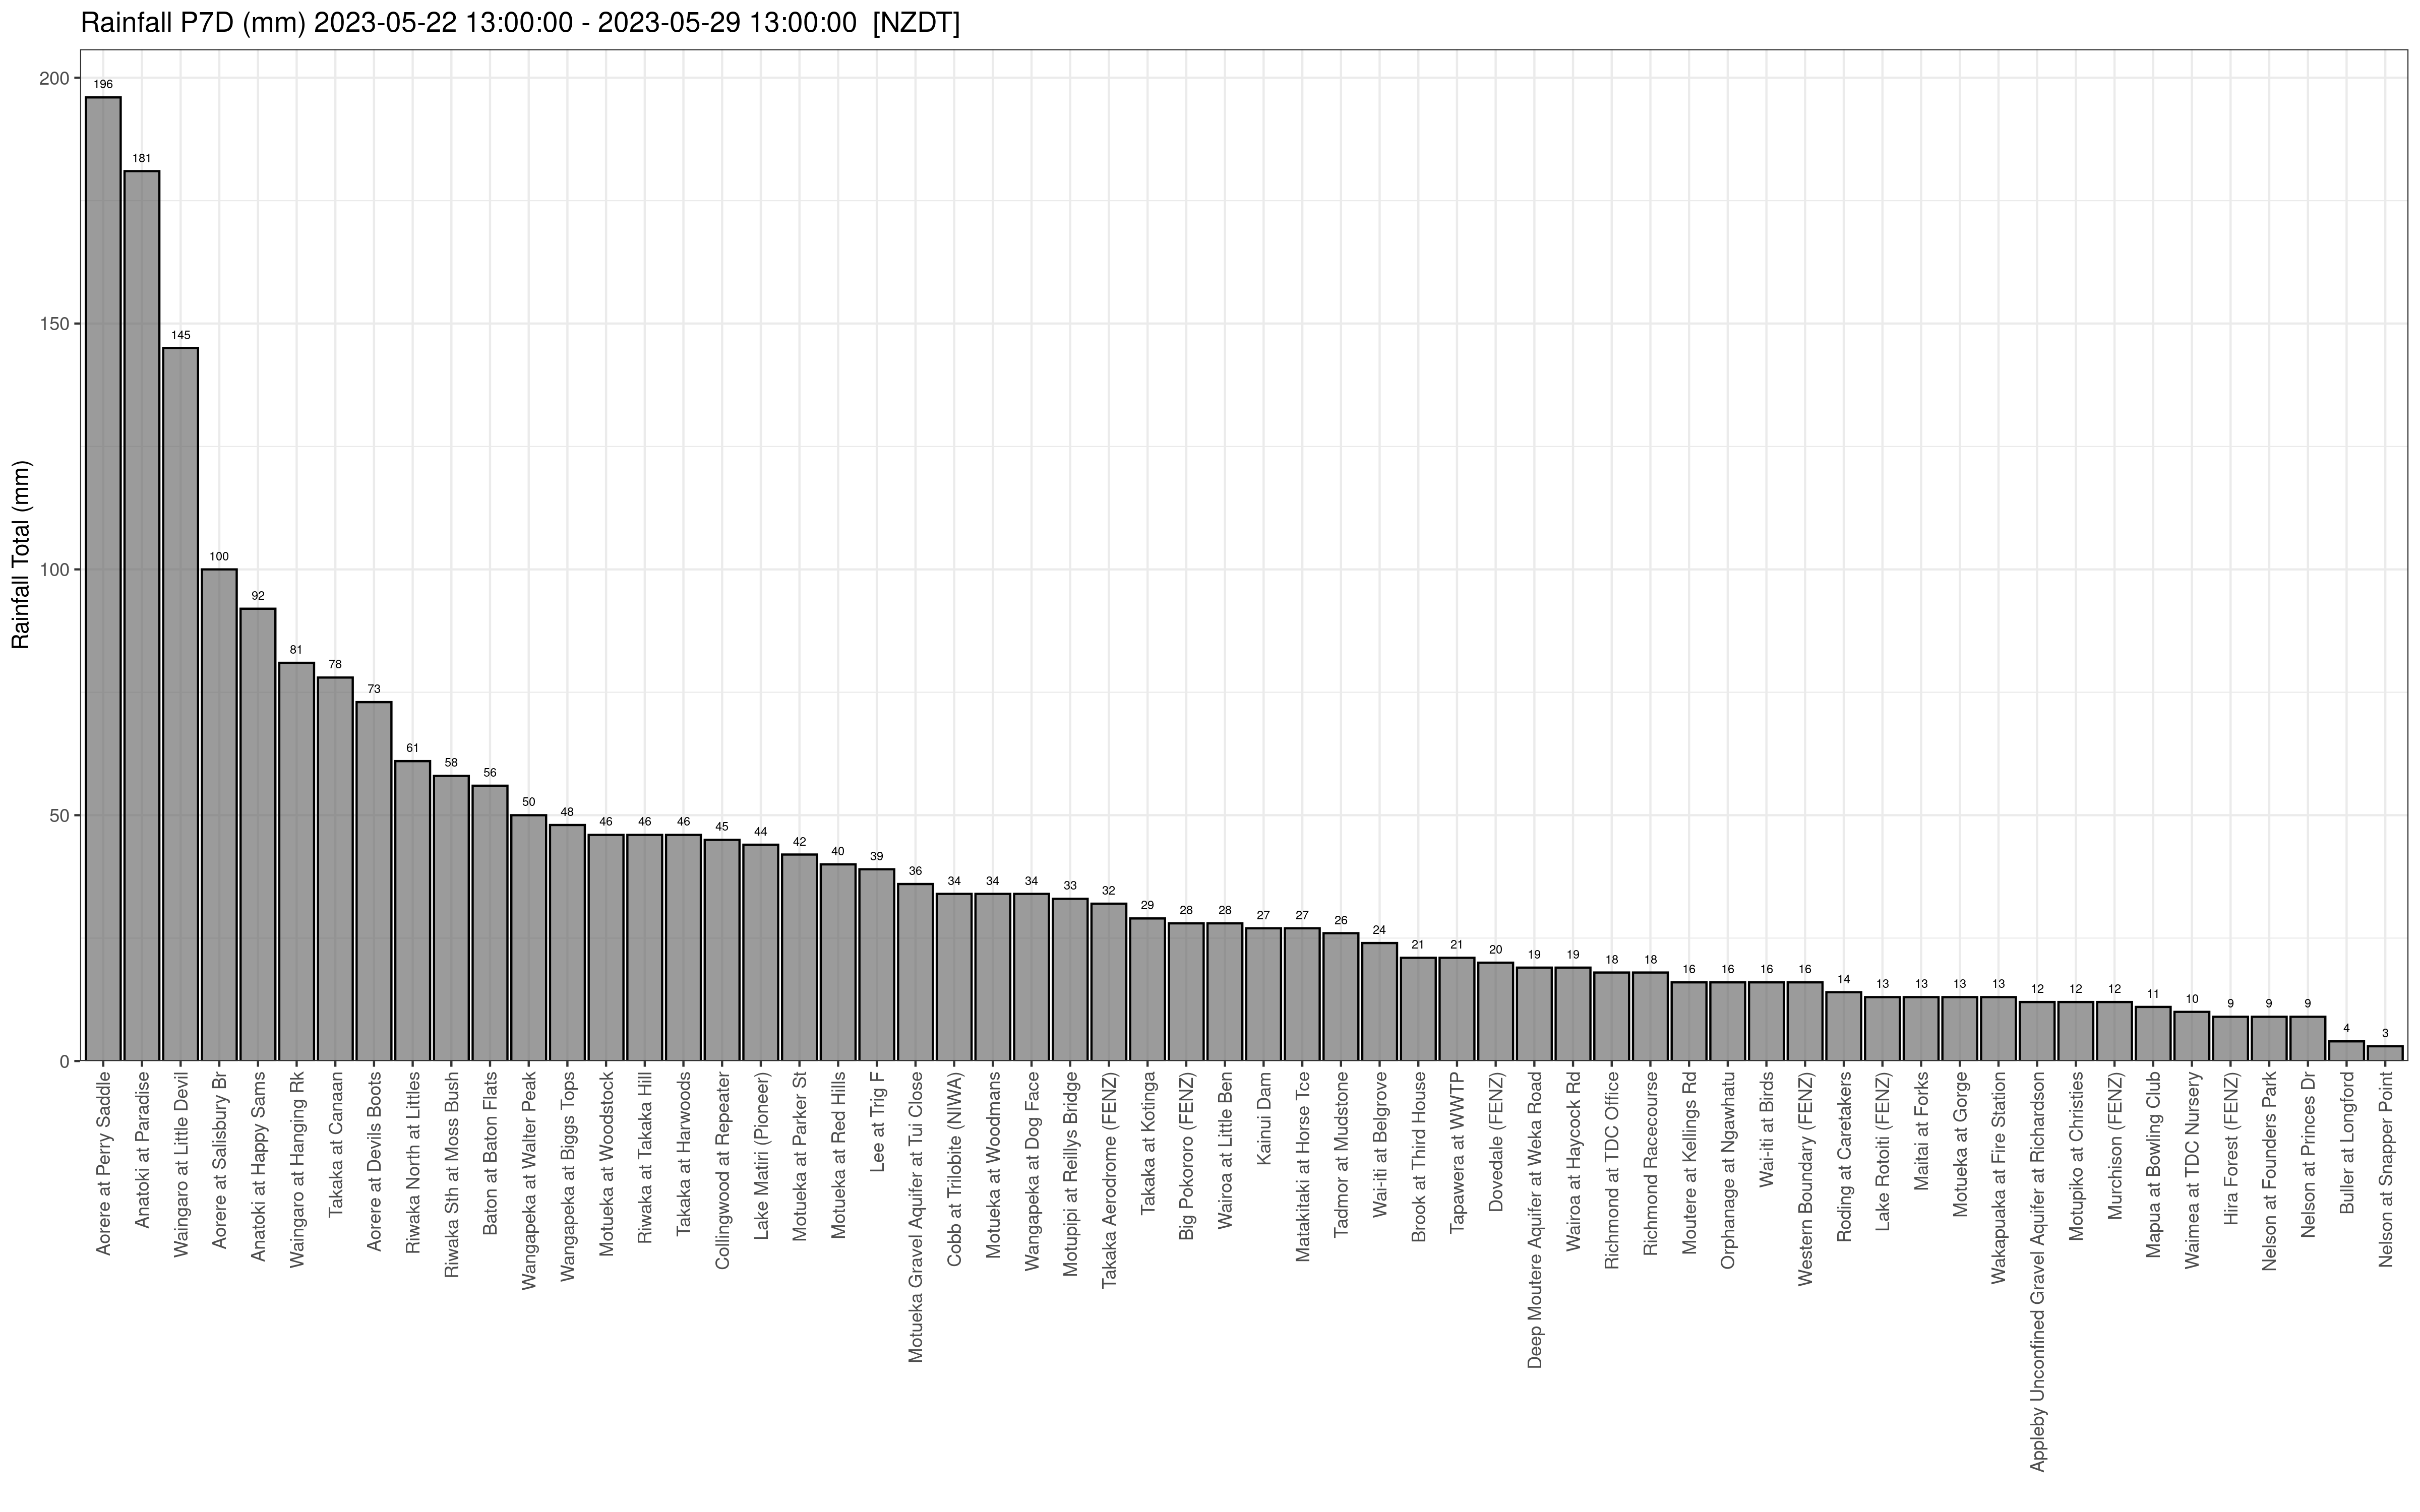 Rainfall P7D (mm) 2023-05-22 13:00:00 - 2023-05-29 13:00:00  [NZDT]
Rainfall Total (mm)
200
150
100
50
0
196
181
145
100
92
81
78
73
61
58
56
50
48
46
46
46
45
44
42
40
39
36
34
34
34
33
32
29
28
28
27
27
26
24
21
21
20
19
19
18
18
16
16
16
16
14
13
13
13
13
12
12
12
11
10
9
9
9
4
3
Aorere at Perry Saddle
Anatoki at Paradise
Waingaro at Little Devil
Aorere at Salisbury Br
Anatoki at Happy Sams
Waingaro at Hanging Rk
Takaka at Canaan
Aorere at Devils Boots
Riwaka North at Littles
Riwaka Sth at Moss Bush
Baton at Baton Flats
Wangapeka at Walter Peak
Wangapeka at Biggs Tops
Motueka at Woodstock
Riwaka at Takaka Hill
Takaka at Harwoods
Collingwood at Repeater
Lake Matiri (Pioneer)
Motueka at Parker St
Motueka at Red Hills
Lee at Trig F
Motueka Gravel Aquifer at Tui Close
Cobb at Trilobite (NIWA)
Motueka at Woodmans
Wangapeka at Dog Face
Motupipi at Reillys Bridge
Takaka Aerodrome (FENZ)
Takaka at Kotinga
Big Pokororo (FENZ)
Wairoa at Little Ben
Kainui Dam
Matakitaki at Horse Tce
Tadmor at Mudstone
Wai-iti at Belgrove
Brook at Third House
Tapawera at WWTP
Dovedale (FENZ)
Deep Moutere Aquifer at Weka Road
Wairoa at Haycock Rd
Richmond at TDC Office
Richmond Racecourse
Moutere at Kellings Rd
Orphanage at Ngawhatu
Wai-iti at Birds
Western Boundary (FENZ)
Roding at Caretakers
Lake Rotoiti (FENZ)
Maitai at Forks
Motueka at Gorge
Wakapuaka at Fire Station
Appleby Unconfined Gravel Aquifer at Richardson
Motupiko at Christies
Murchison (FENZ)
Mapua at Bowling Club
Waimea at TDC Nursery
Hira Forest (FENZ)
Nelson at Founders Park
Nelson at Princes Dr
Buller at Longford
Nelson at Snapper Point